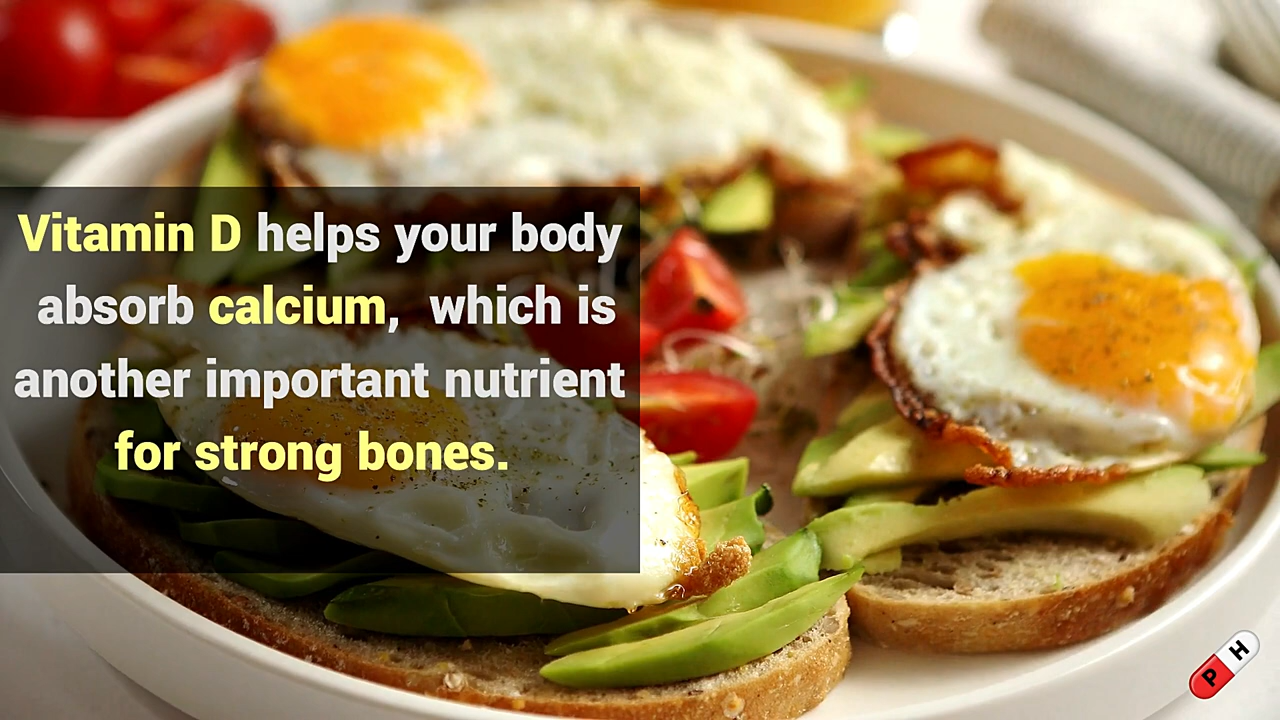 Vitamin D helps your body
absorb calcium, which is
another important nutrient
for strong bones.
P H